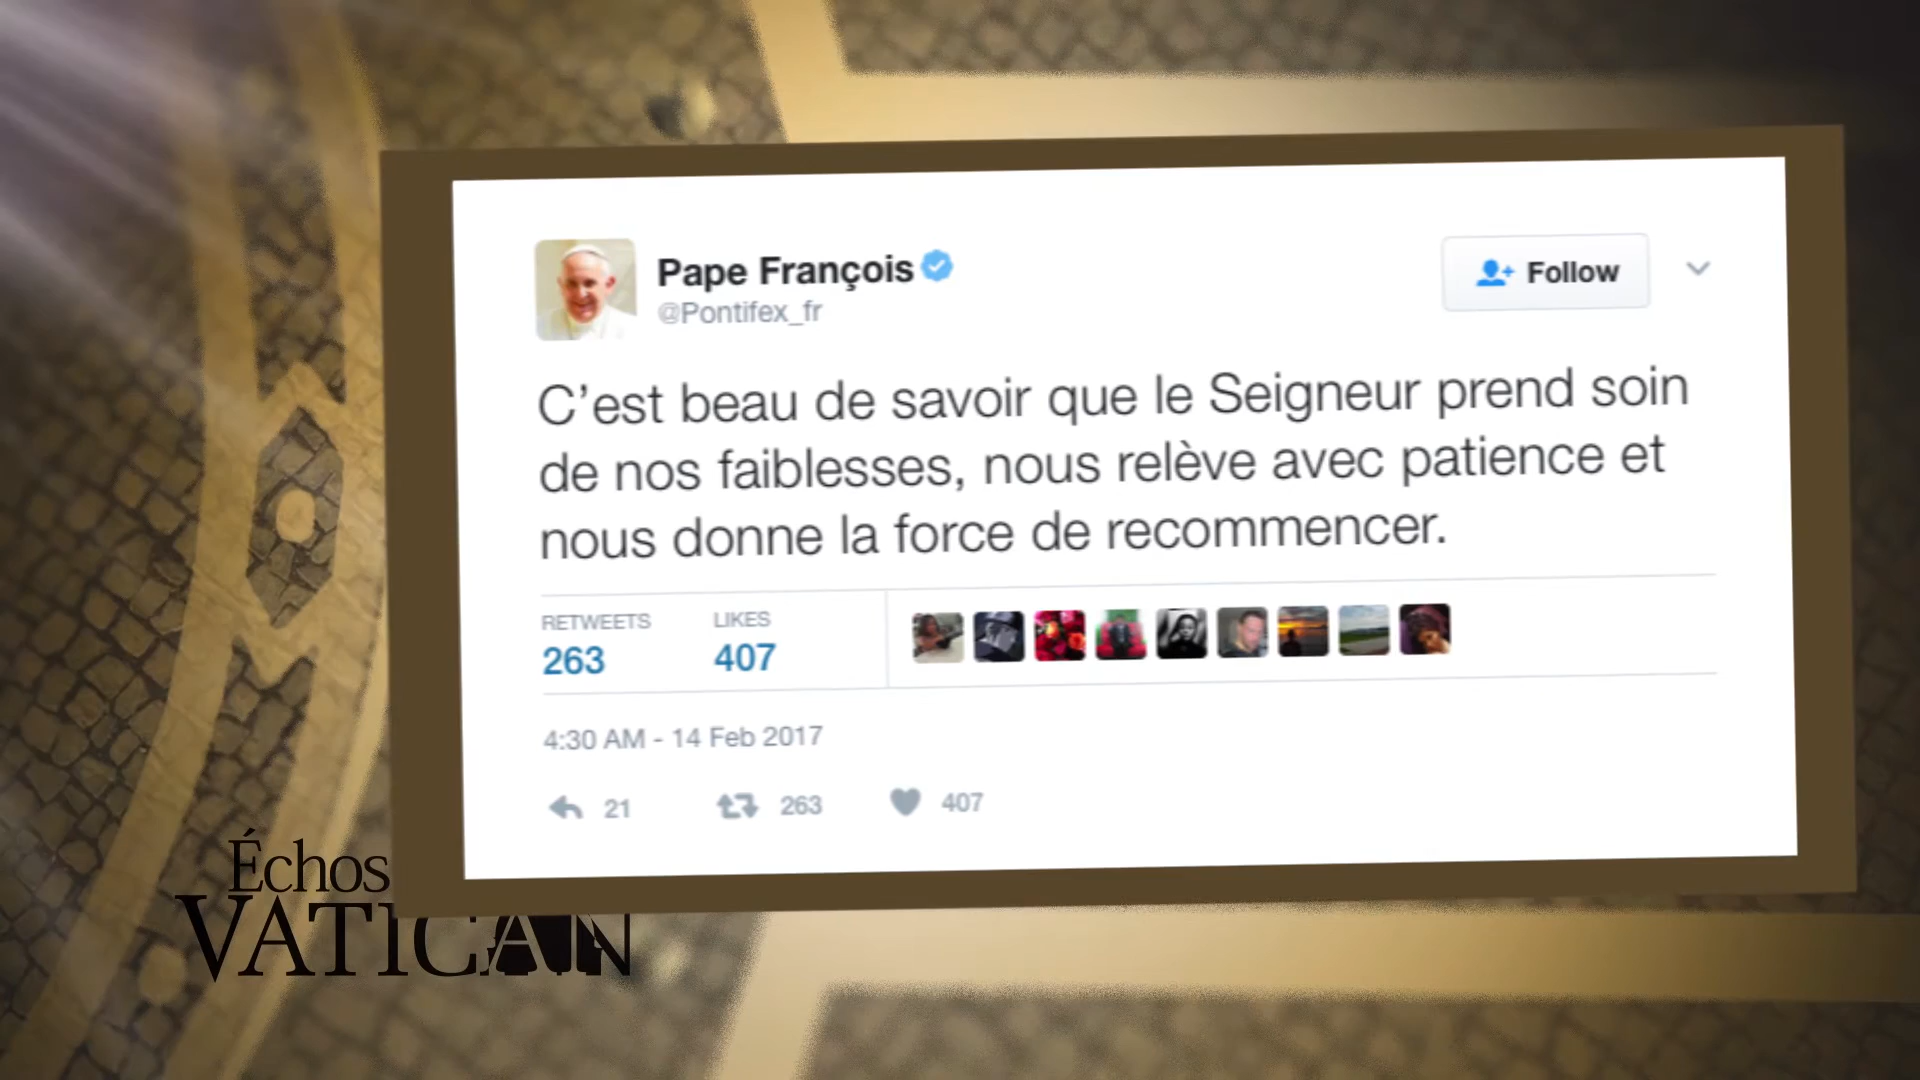 Pape François
@Pontifex_fr
Follow
C’est beau de savoir que le Seigneur prend soin
de nos faiblesses, nous relève avec patience et
nous donne la force de recommencer.
RETWEETS LIKES
263 407
4:30 AM - 14 Feb 2017
21 263 407
Échos
VATICAN